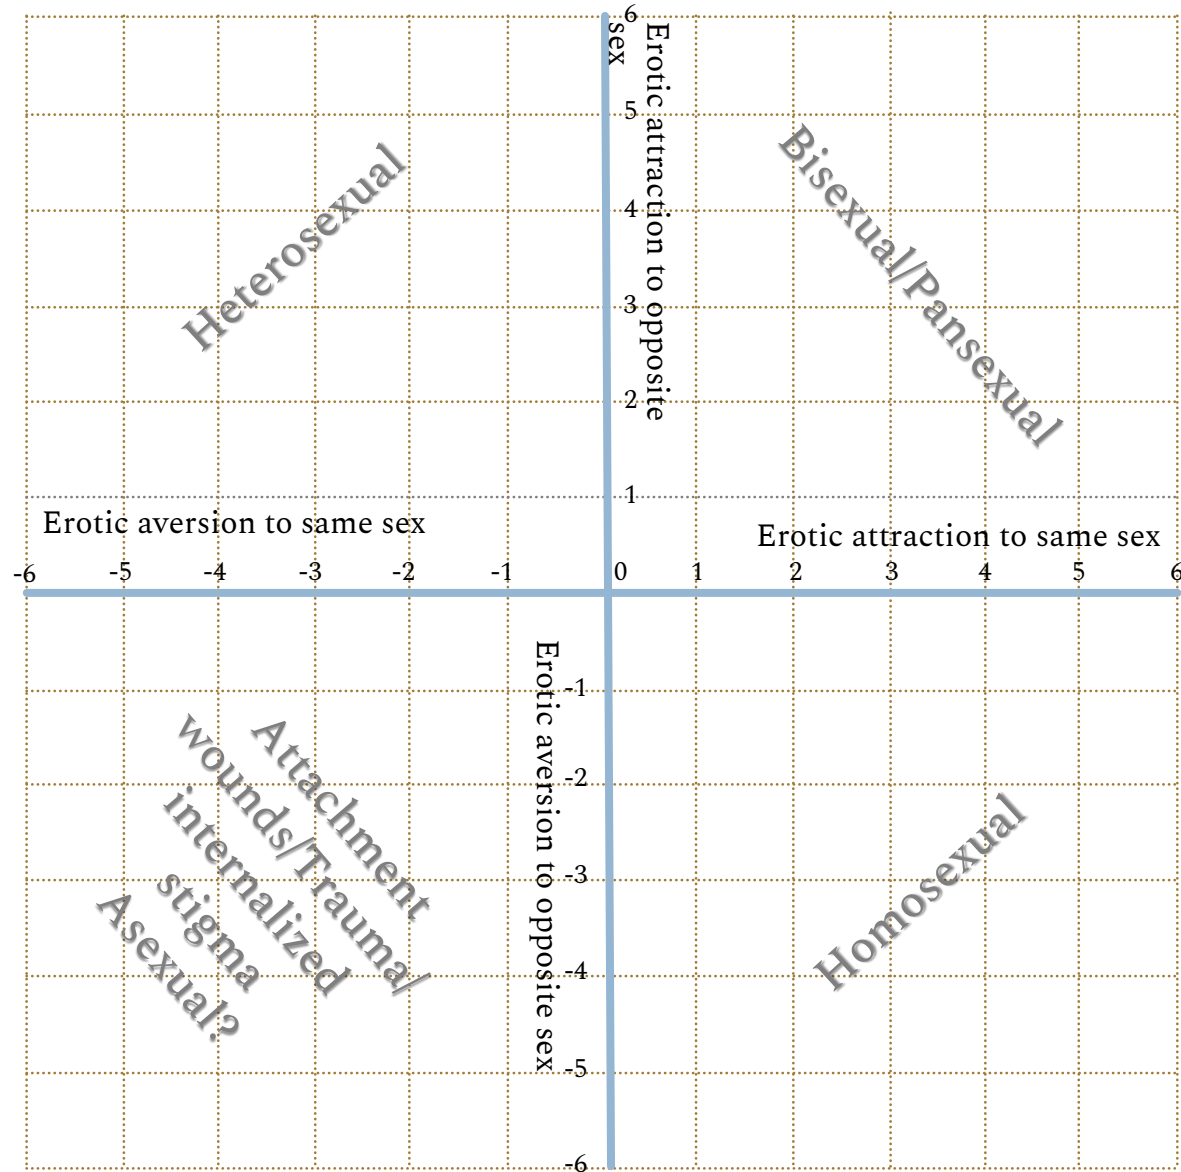 6
Erotic attraction to opposite
sex
5
4
3
2
1
Heterosexual
Bisexual/Pansexual
Erotic aversion to same sex
Erotic attraction to same sex
-6 -5 -4 -3 -2 -1 0 1 2 3 4 5 6
Erotic aversion to opposite sex
-1
-2
-3
-4
-5
-6
Attachment
wounds/Trauma/
internalized
stigma
Asexual?
Homosexual